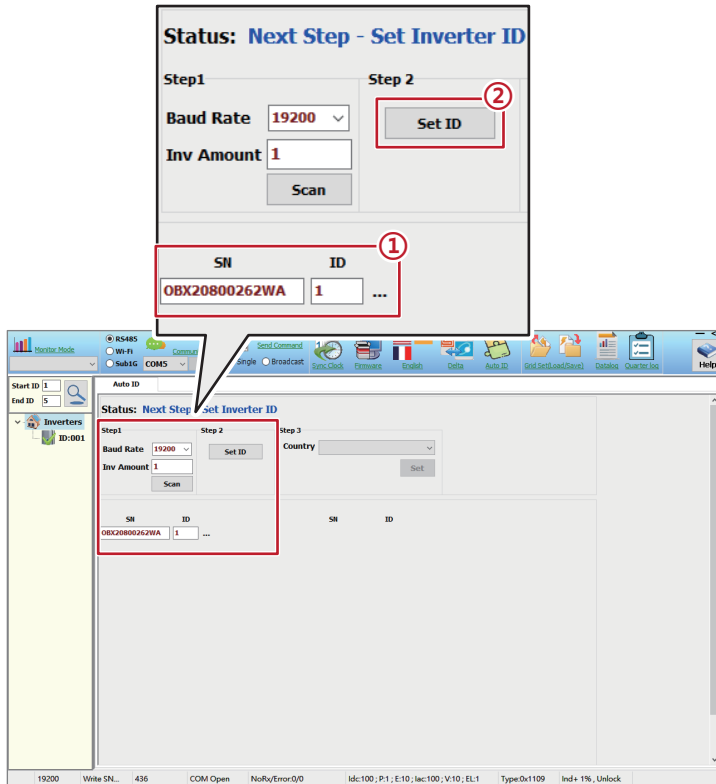 Status: Next Step - Set Inverter ID
Step1
Step 2
②
Baud Rate 19200
Set ID
Inv Amount 1
Scan
①
SN ID
OBX20800262WA 1 ...
Monitor Mode
RS485
Wi-Fi
Sub1G COM5
Send Command
Single Broadcast
Sync Clock
Firmware
English
Delta
Auto ID
Grid Set(Load/Save)
Datalog
Quarter log
Help
Start ID 1
End ID 5
Inverters
ID:001
Auto ID
Status: Next Step Set Inverter ID
Step1 Step 2 Step 3
Baud Rate 19200 Set ID Country
Inv Amount 1 Set
Scan
SN ID SN ID
OBX20800262WA 1 ...
19200 Write SN... 436 COM Open NoRx/Error:0/0 Idc:100 ; P:1 ; E:10 ; Iac:100 ; V:10 ; EL:1 Type:0x1109 Ind+ 1% , Unlock